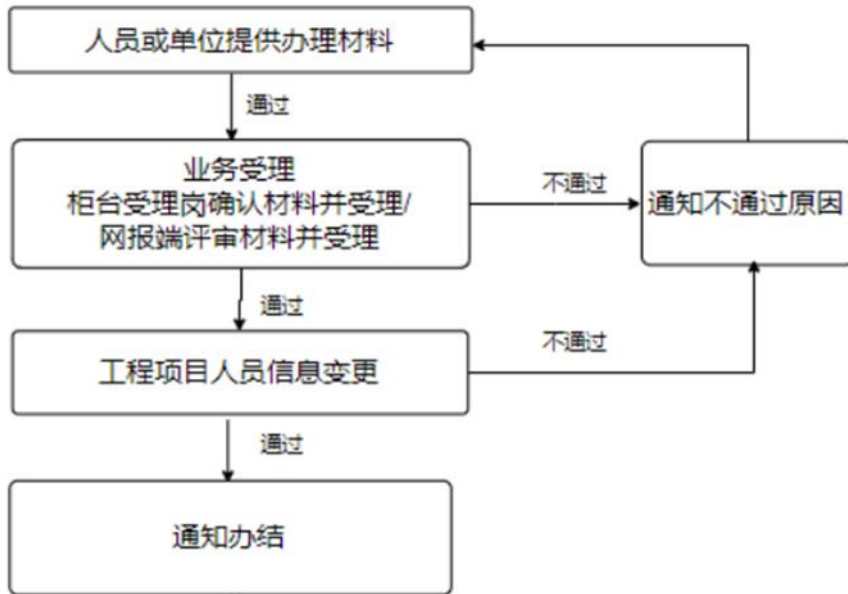 人员或单位提供办理材料
通过
业务受理
柜台受理岗确认材料并受理/
网报端评审材料并受理
不通过
通知不通过原因
通过
工程项目人员信息变更
不通过
通过
通知办结